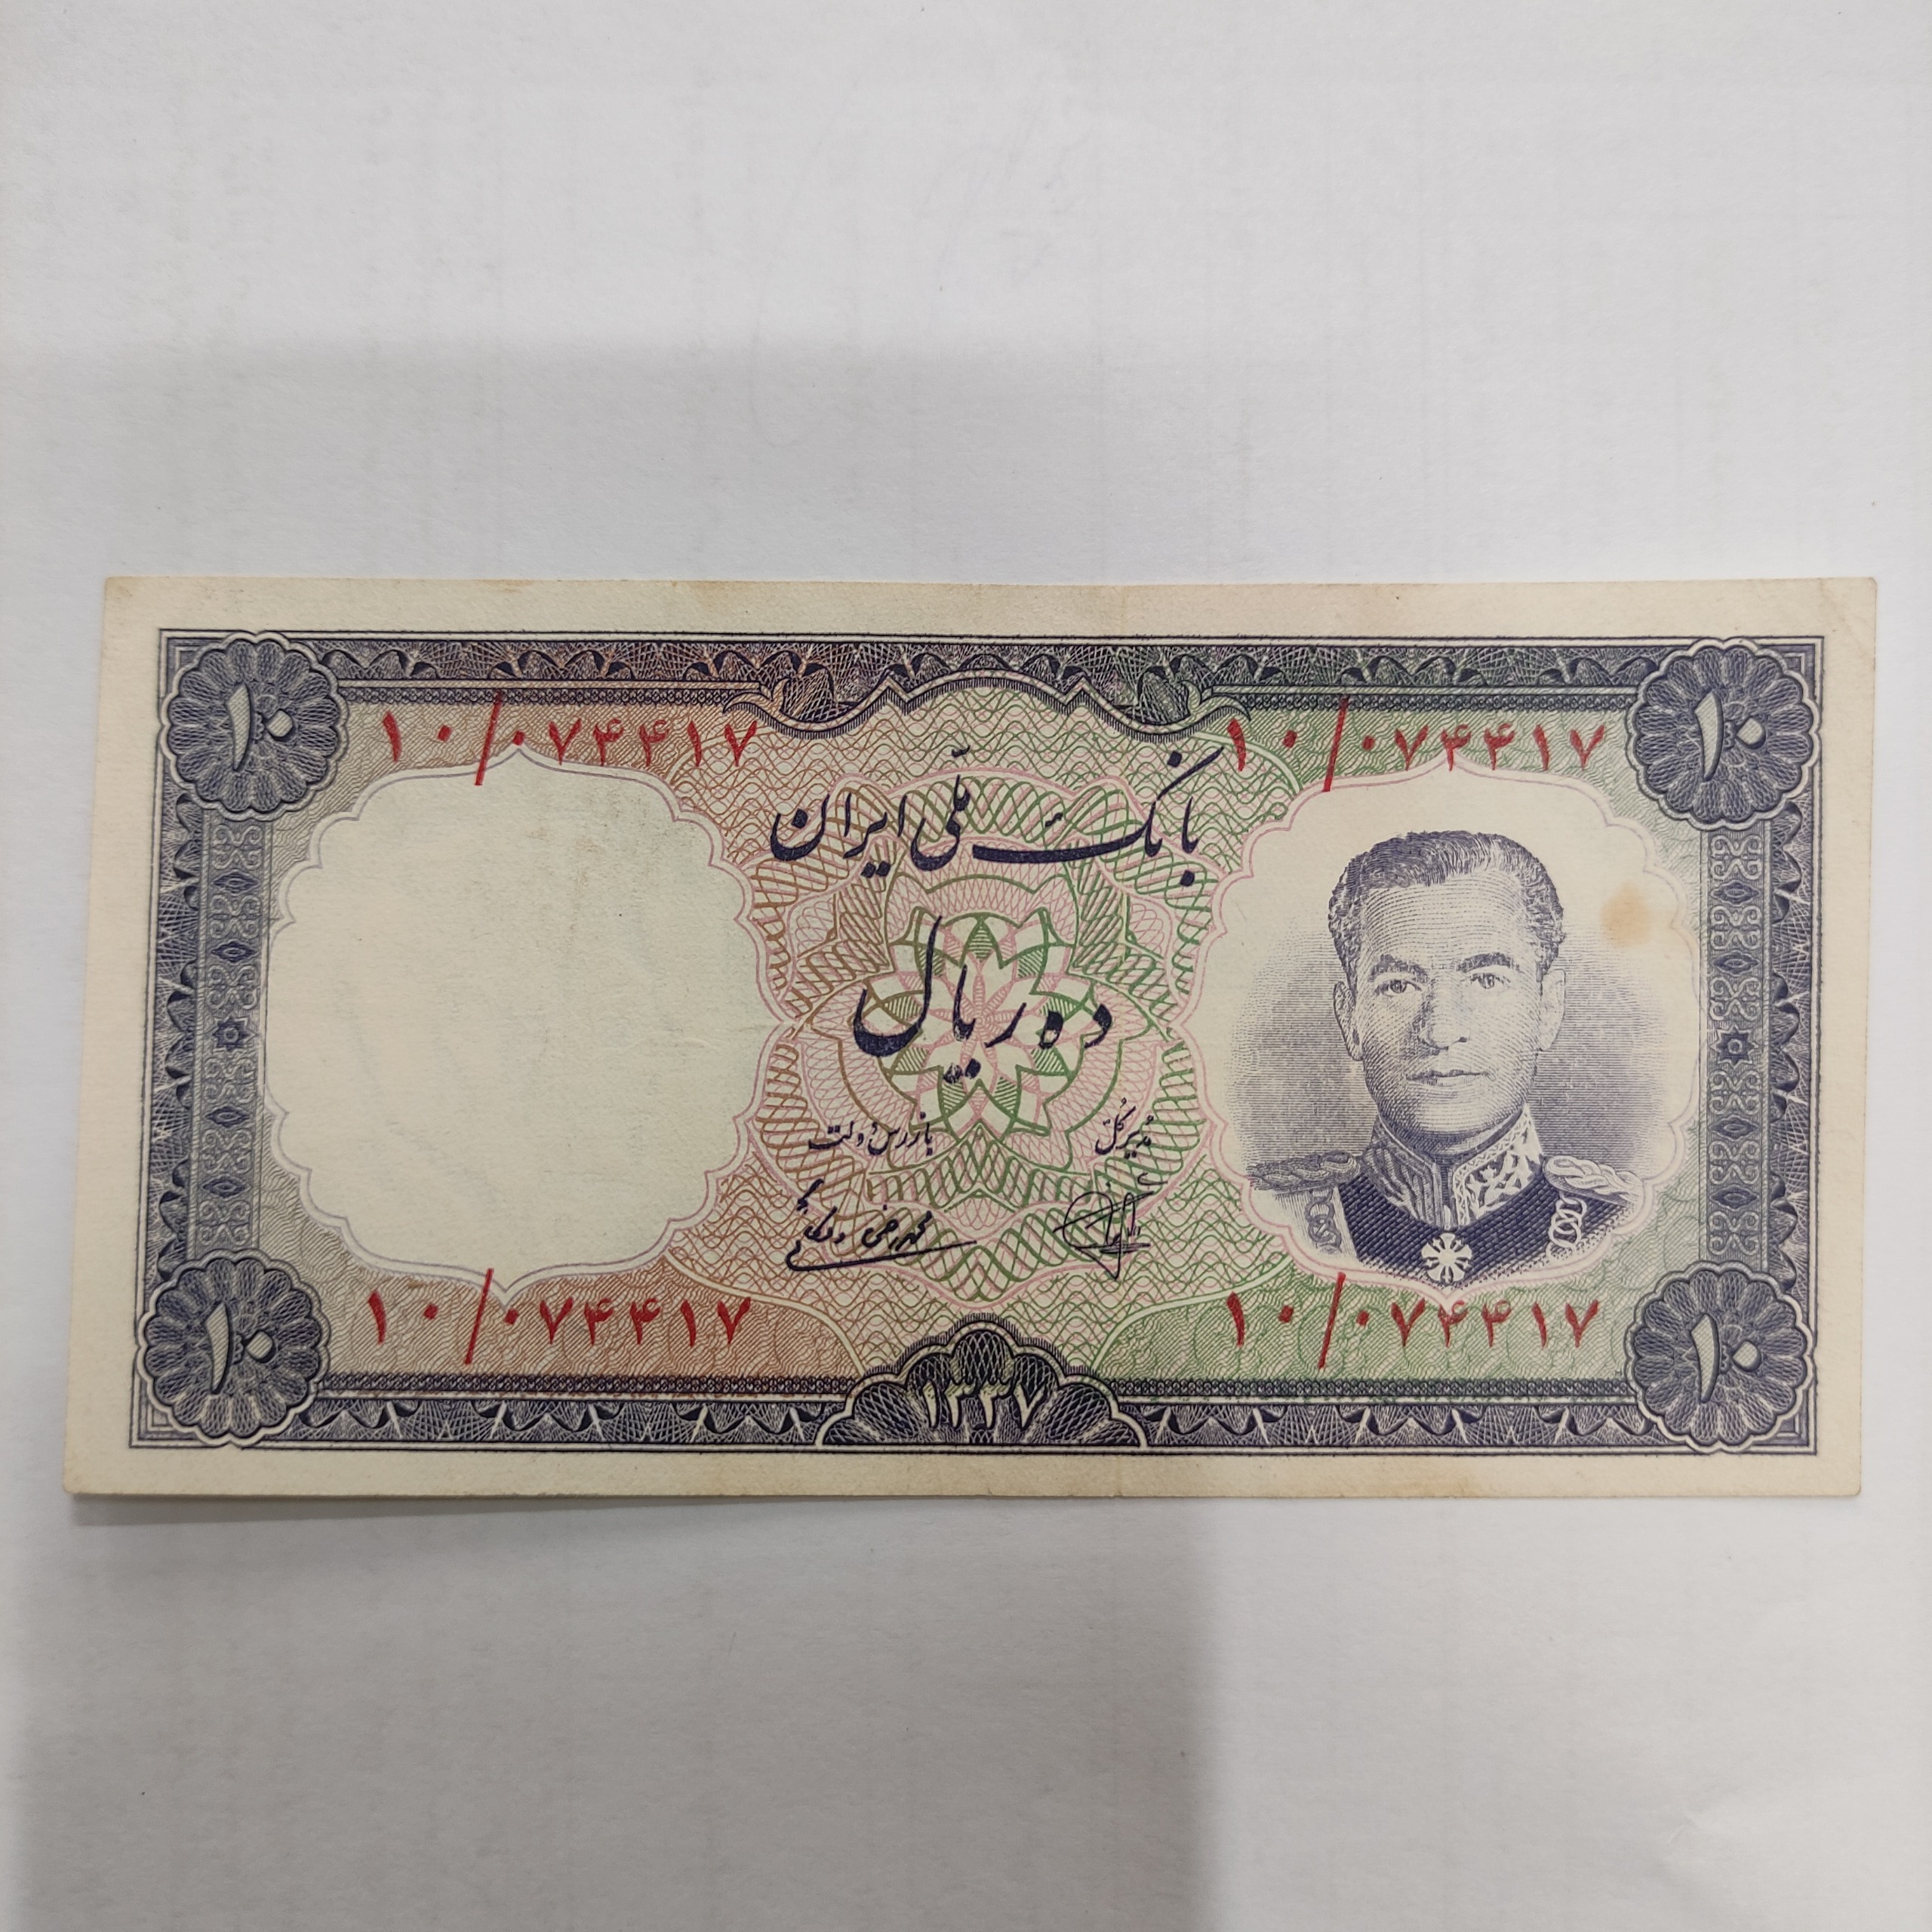 ۱۰ ۱۰
۱۰/۰۷۴۴۱۷ ۱۰/۰۷۴۴۱۷
بانک ملّی ایران
ده ریال
مدیر کلّ بازرس دولت
۱۰/۰۷۴۴۱۷ ۱۰/۰۷۴۴۱۷
۱۰ ۱۰
۱۳۳۷